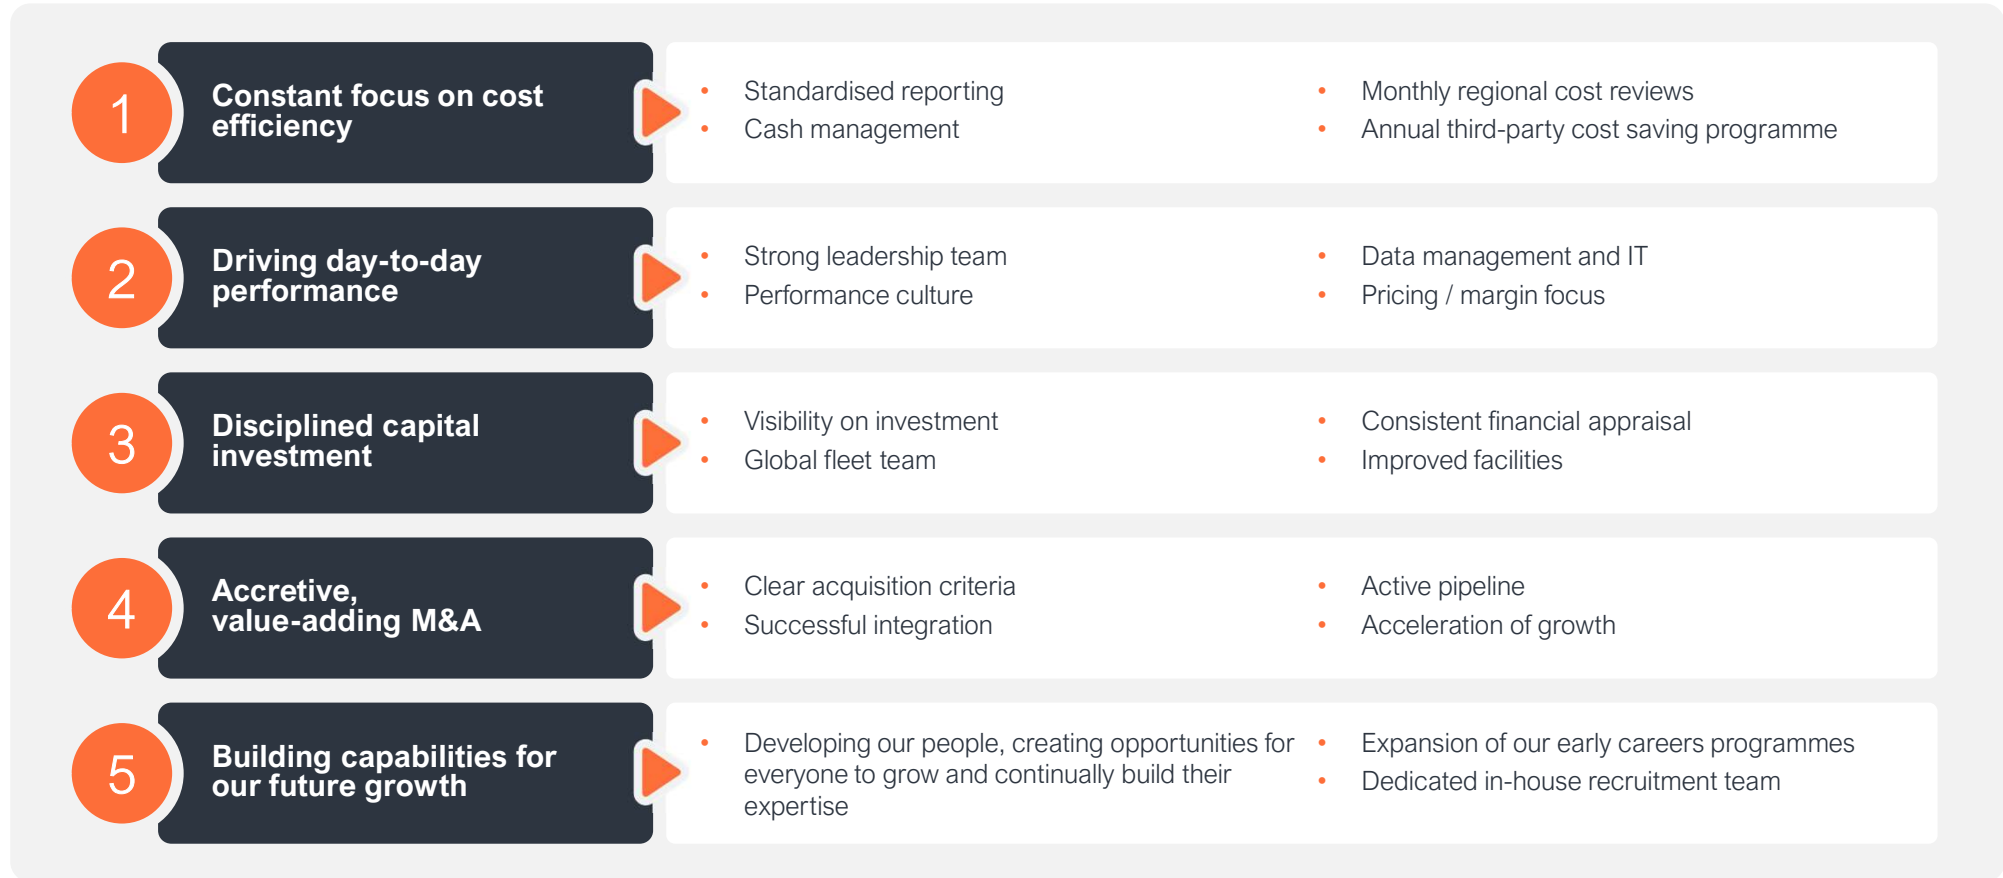 1
Constant focus on cost
efficiency
• Standardised reporting
• Cash management
• Monthly regional cost reviews
• Annual third-party cost saving programme
2
Driving day-to-day
performance
• Strong leadership team
• Performance culture
• Data management and IT
• Pricing / margin focus
3
Disciplined capital
investment
• Visibility on investment
• Global fleet team
• Consistent financial appraisal
• Improved facilities
4
Accretive,
value-adding M&A
• Clear acquisition criteria
• Successful integration
• Active pipeline
• Acceleration of growth
5
Building capabilities for
our future growth
• Developing our people, creating opportunities for
everyone to grow and continually build their
expertise
• Expansion of our early careers programmes
• Dedicated in-house recruitment team